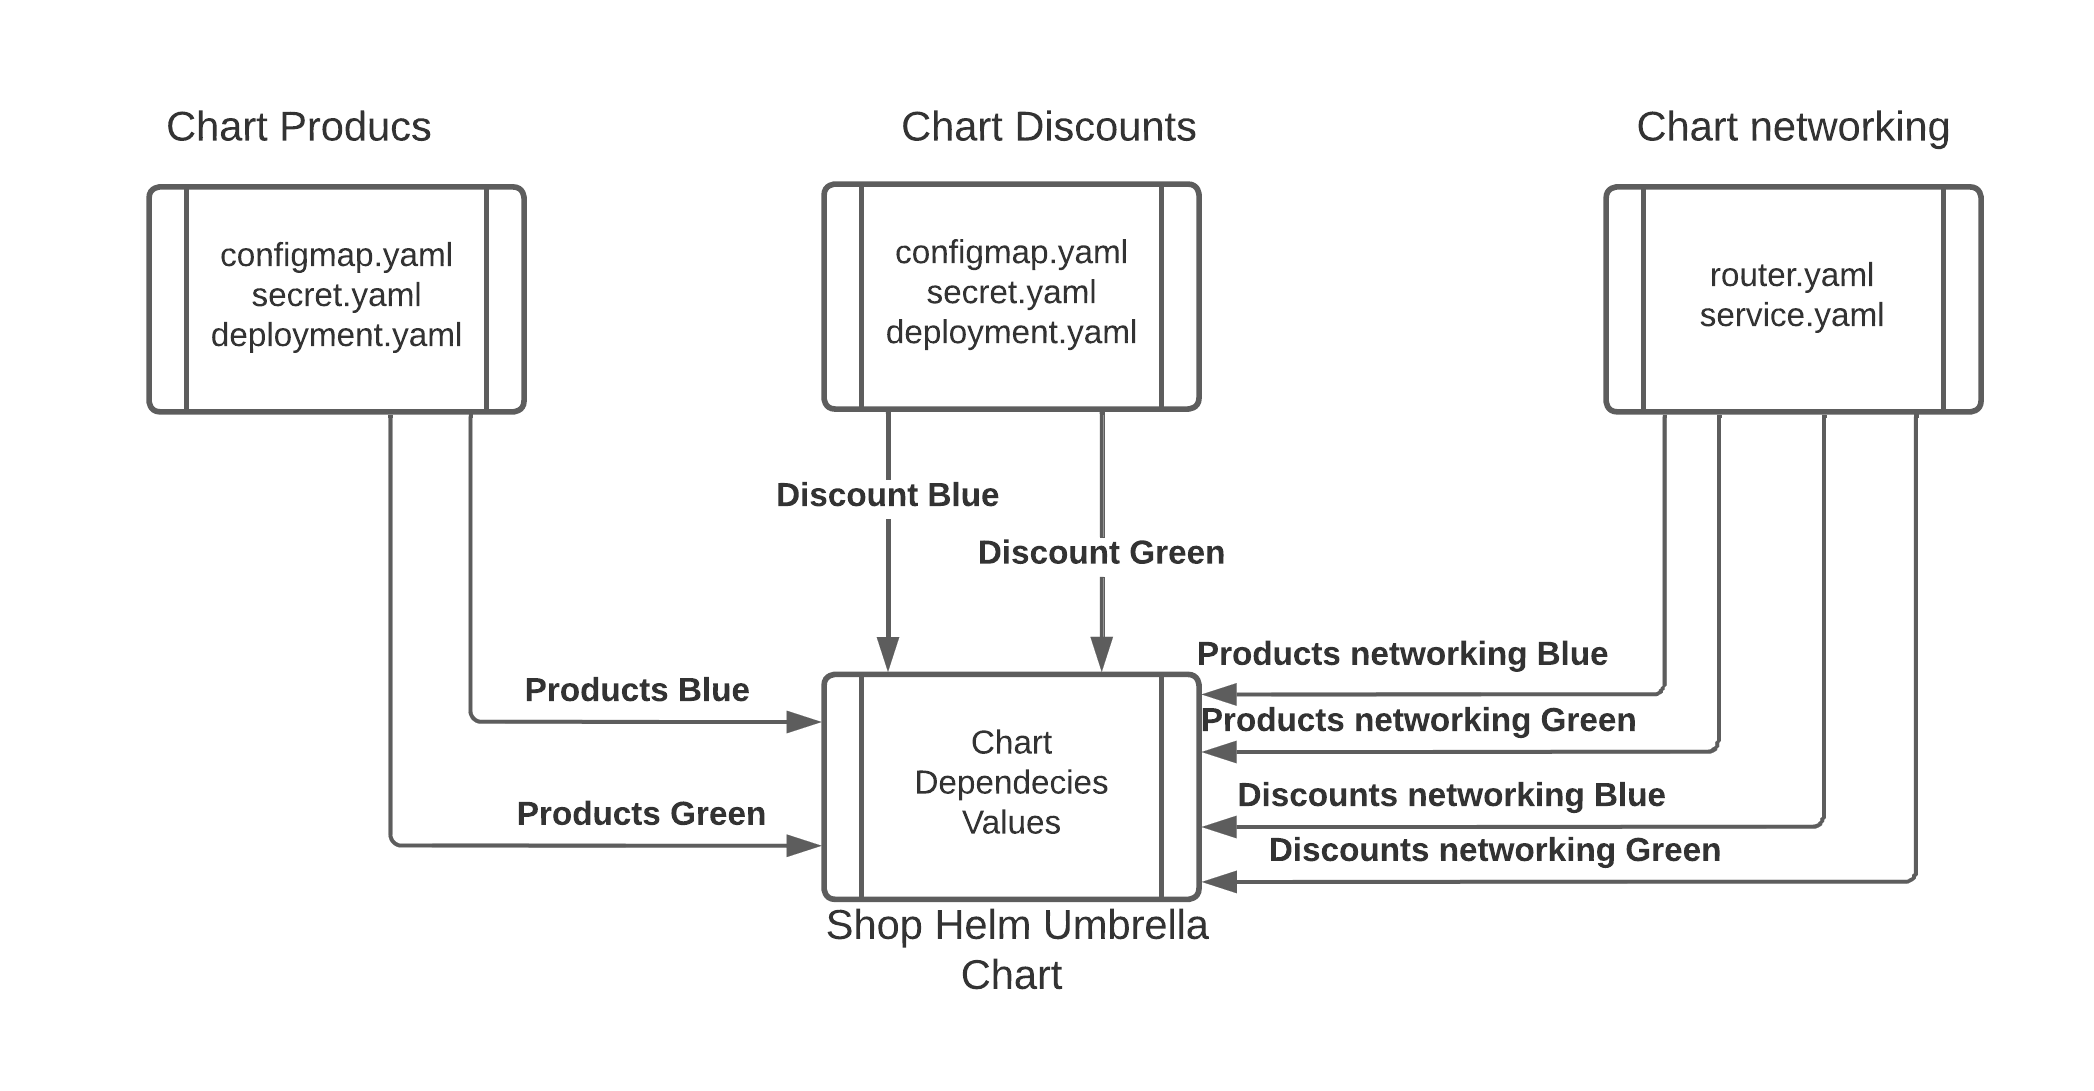 Chart Producs
Chart Discounts
Chart networking
configmap.yaml
secret.yaml
deployment.yaml
configmap.yaml
secret.yaml
deployment.yaml
router.yaml
service.yaml
Discount Blue
Discount Green
Products Blue
Products Green
Products networking Blue
Products networking Green
Discounts networking Blue
Discounts networking Green
Chart
Dependecies
Values
Shop Helm Umbrella
Chart